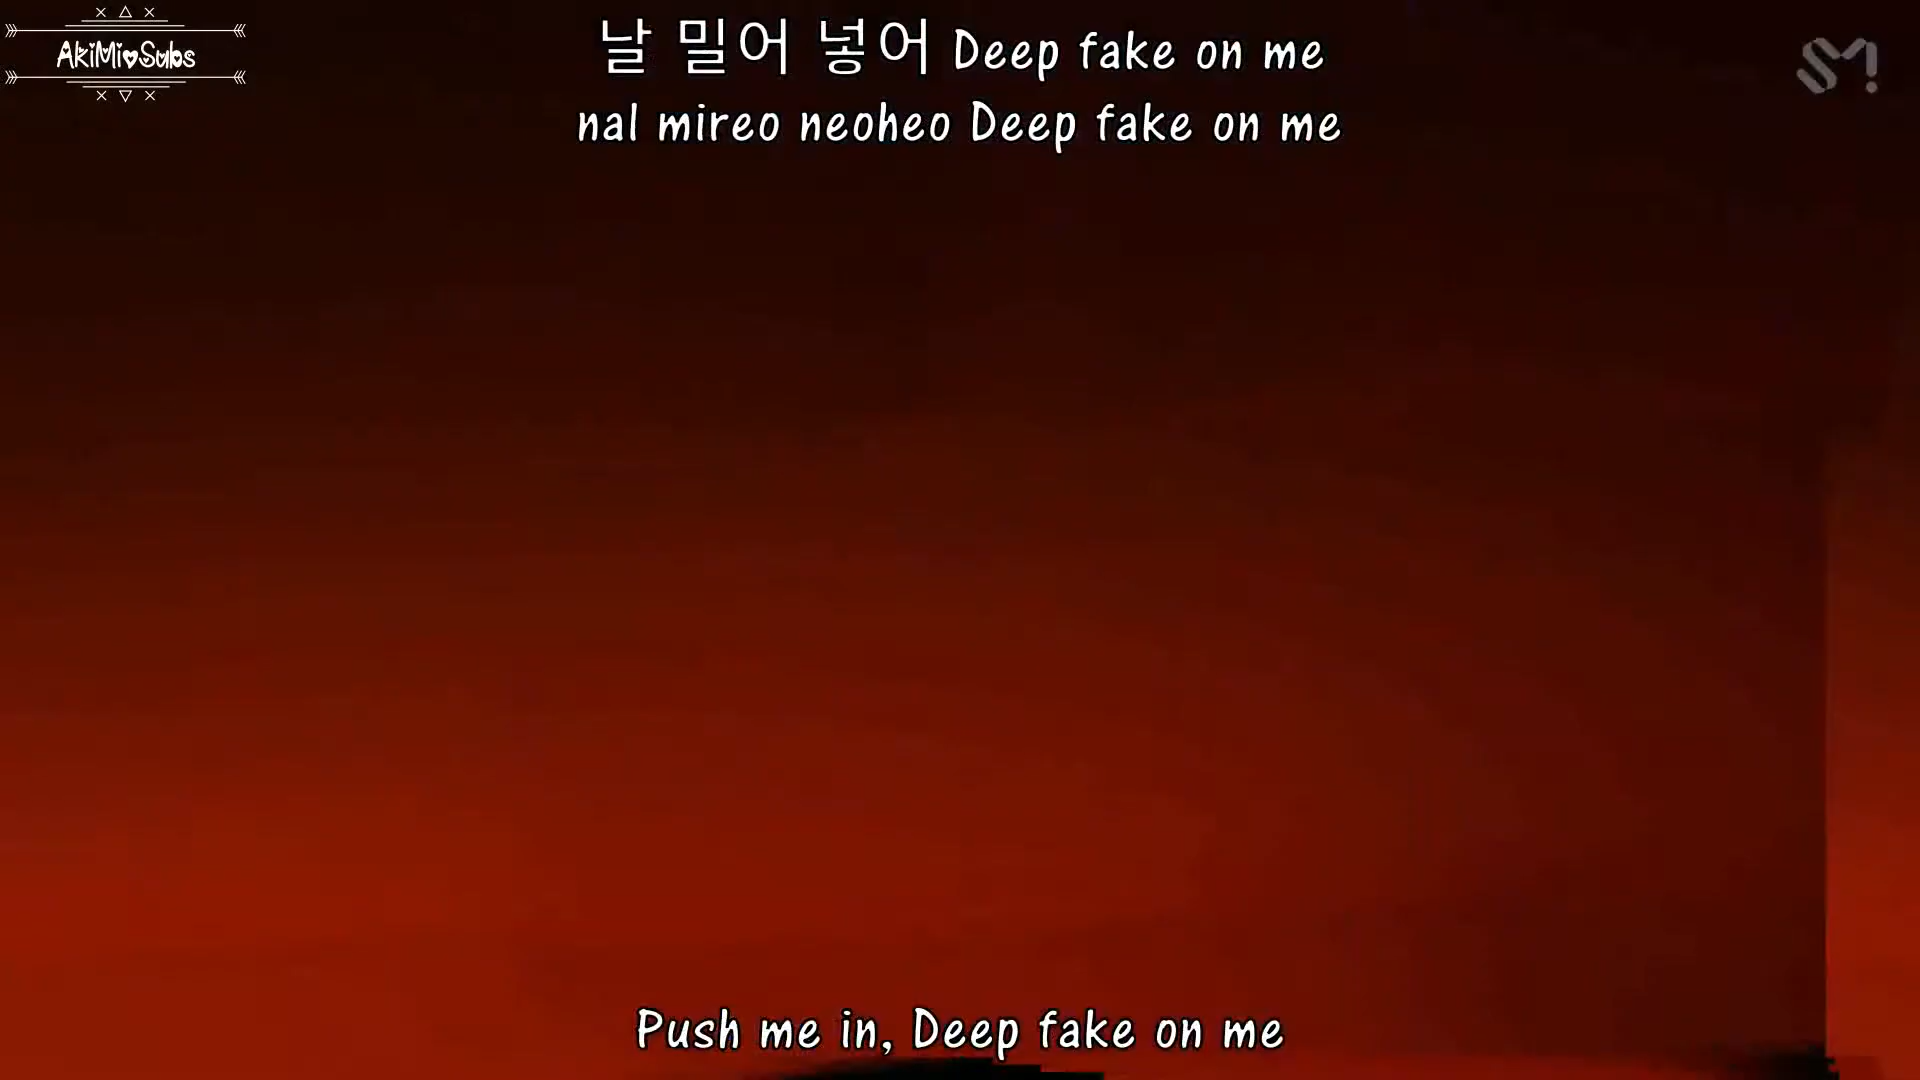 AkiMi♥Subs
날 밀어 넣어 Deep fake on me
SM!
nal mireo neoheo Deep fake on me
Push me in, Deep fake on me